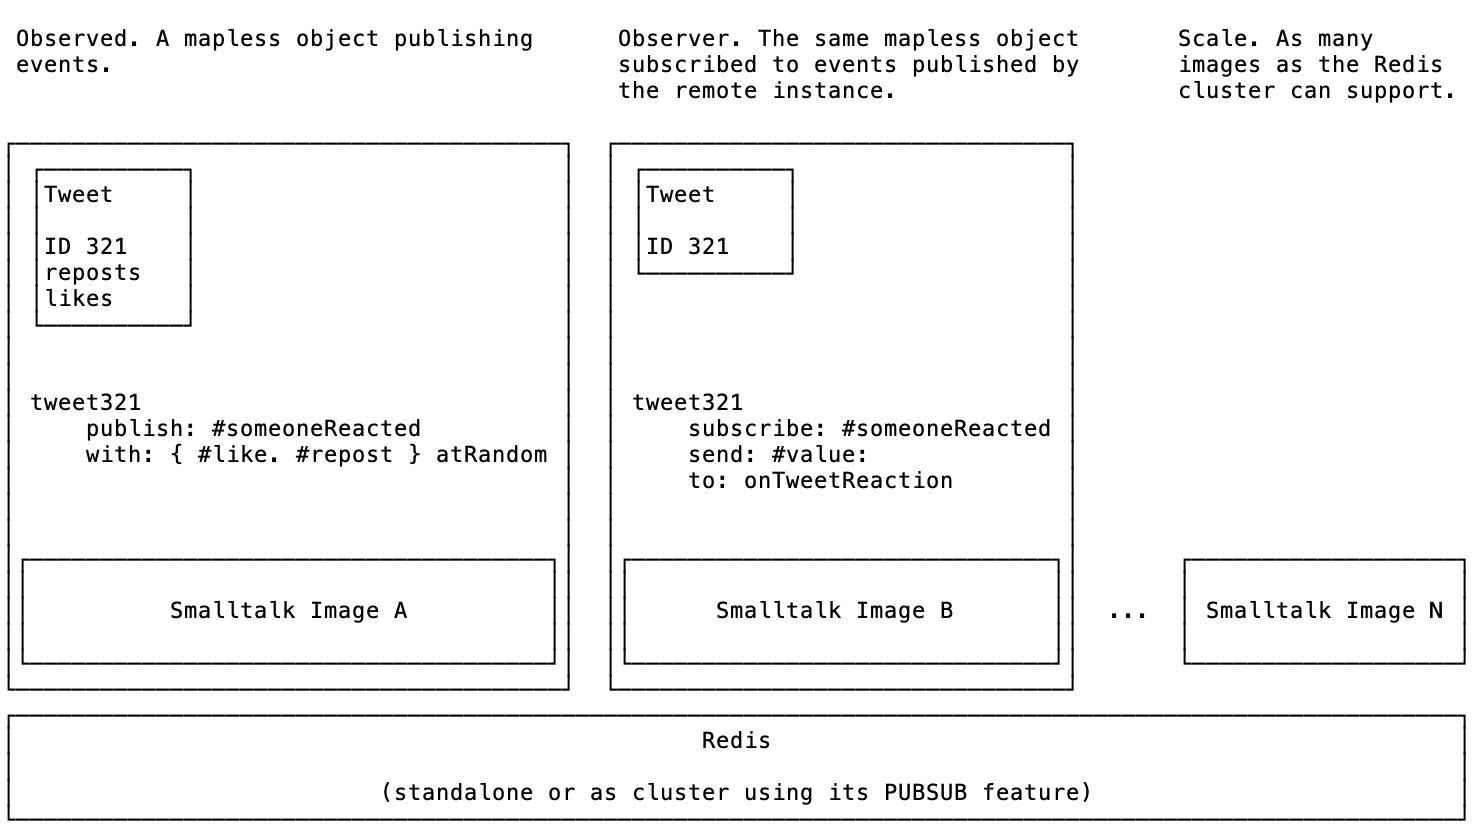 Observed. A mapless object publishing
events.
Observer. The same mapless object
subscribed to events published by
the remote instance.
Scale. As many
images as the Redis
cluster can support.
Tweet
ID 321
reposts
likes
tweet321
publish: #someoneReacted
with: { #like. #repost } atRandom
Smalltalk Image A
Tweet
ID 321
tweet321
subscribe: #someoneReacted
send: #value:
to: onTweetReaction
Smalltalk Image B
...
Smalltalk Image N
Redis
(standalone or as cluster using its PUBSUB feature)